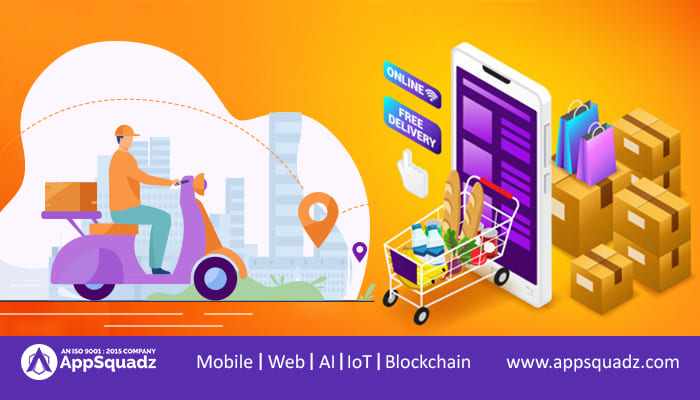 ONLINE
FREE
DELIVERY
AN ISO 9001 : 2015 COMPANY
AppSquadz
Mobile | Web | AI | IoT | Blockchain
www.appsquadz.com